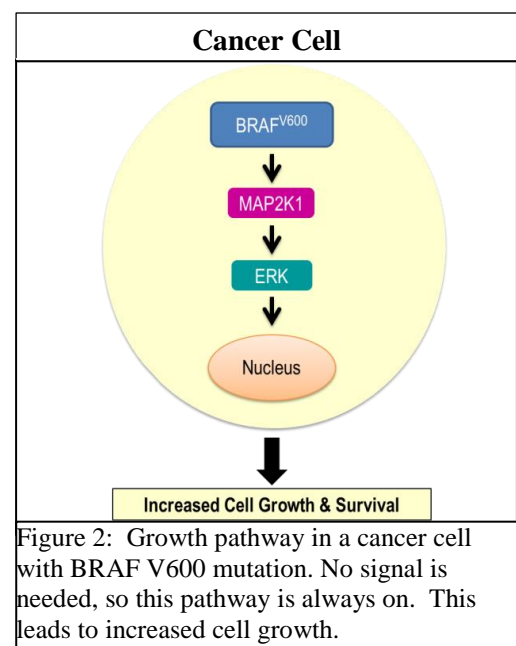 Cancer Cell
BRAFV600
MAP2K1
ERK
Nucleus
Increased Cell Growth & Survival
Figure 2:  Growth pathway in a cancer cell
with BRAF V600 mutation. No signal is
needed, so this pathway is always on.  This
leads to increased cell growth.